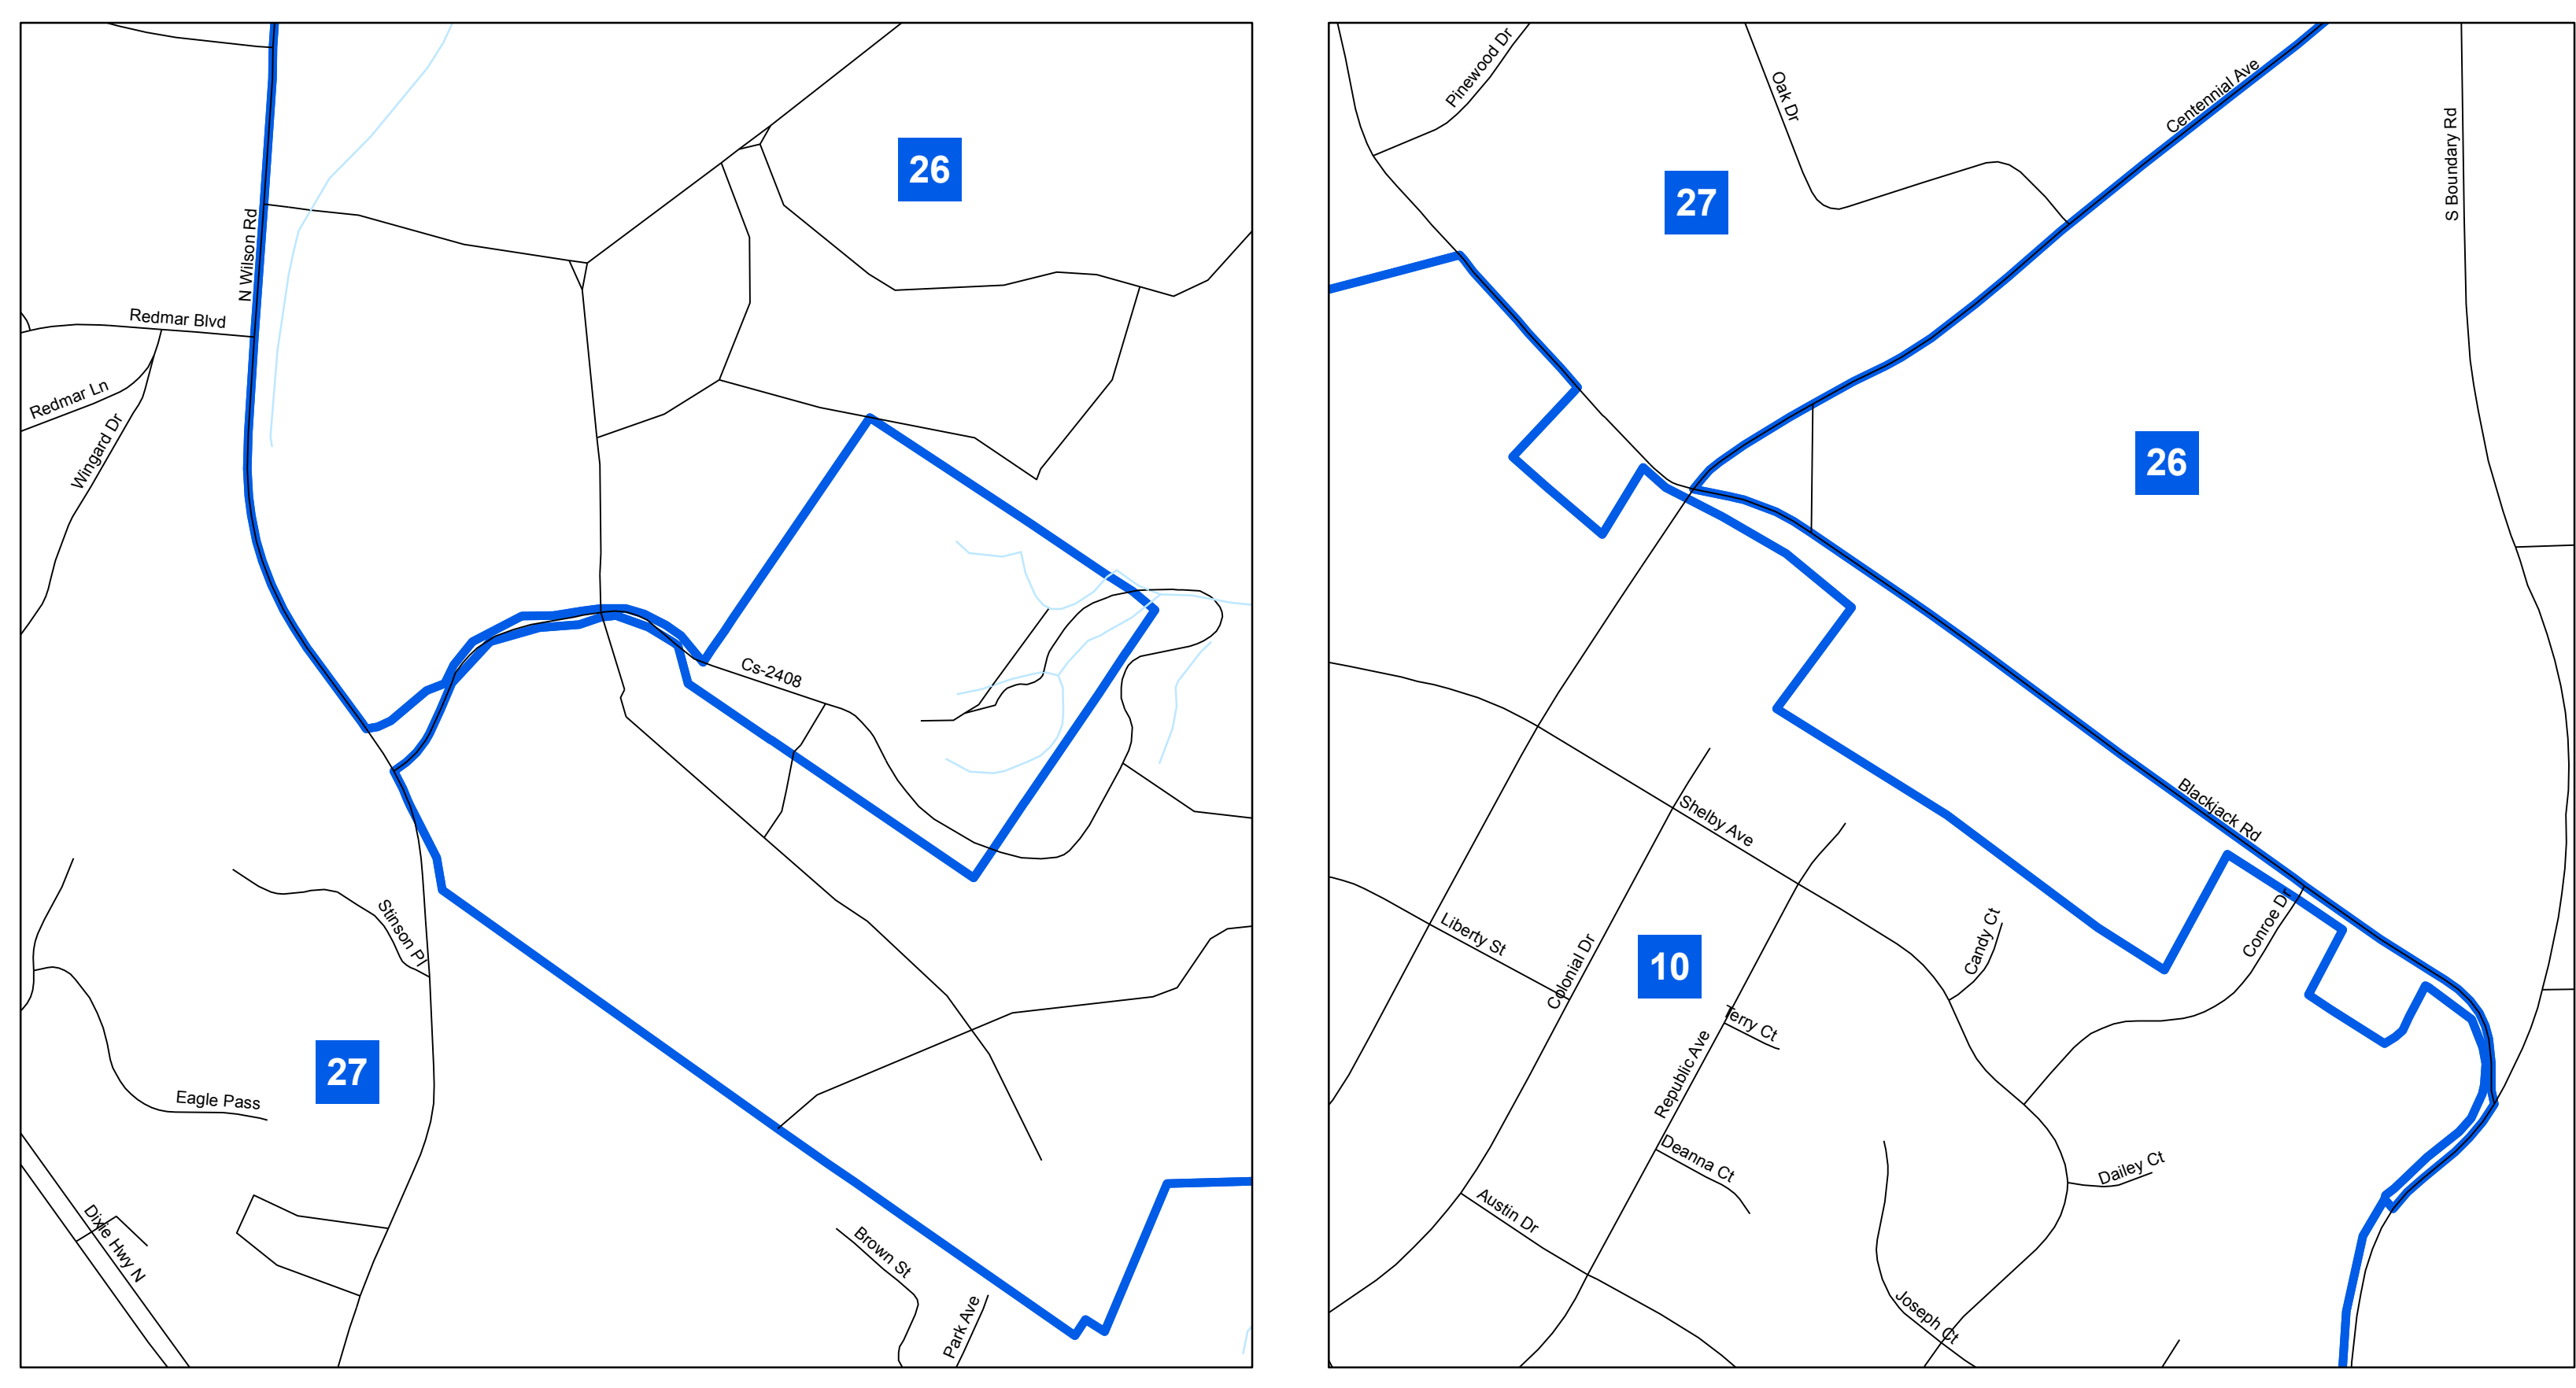 26
N Wilson Rd
Redmar Blvd
Redmar Ln
Wingard Dr
Cs-2408
Stinson Pl
27
Eagle Pass
Dixie Hwy N
Brown St
Park Ave
Pinewood Dr
Oak Dr
Centennial Ave
S Boundary Rd
27
26
Blackjack Rd
Shelby Ave
Liberty St
Colonial Dr
10
Candy Ct
Conroe Dr
Terry Ct
Republic Ave
Deanna Ct
Dailey Ct
Austin Dr
Joseph Ct